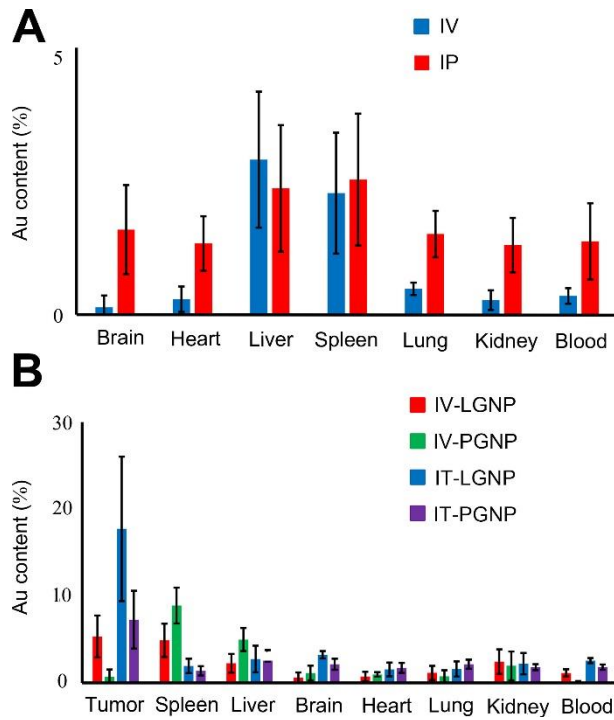 A
IV
IP
5
Au content (%)
0
Brain Heart Liver Spleen Lung Kidney Blood
B
30
IV-LGNP
IV-PGNP
IT-LGNP
IT-PGNP
20
Au content (%)
10
0
Tumor Spleen Liver Brain Heart Lung Kidney Blood